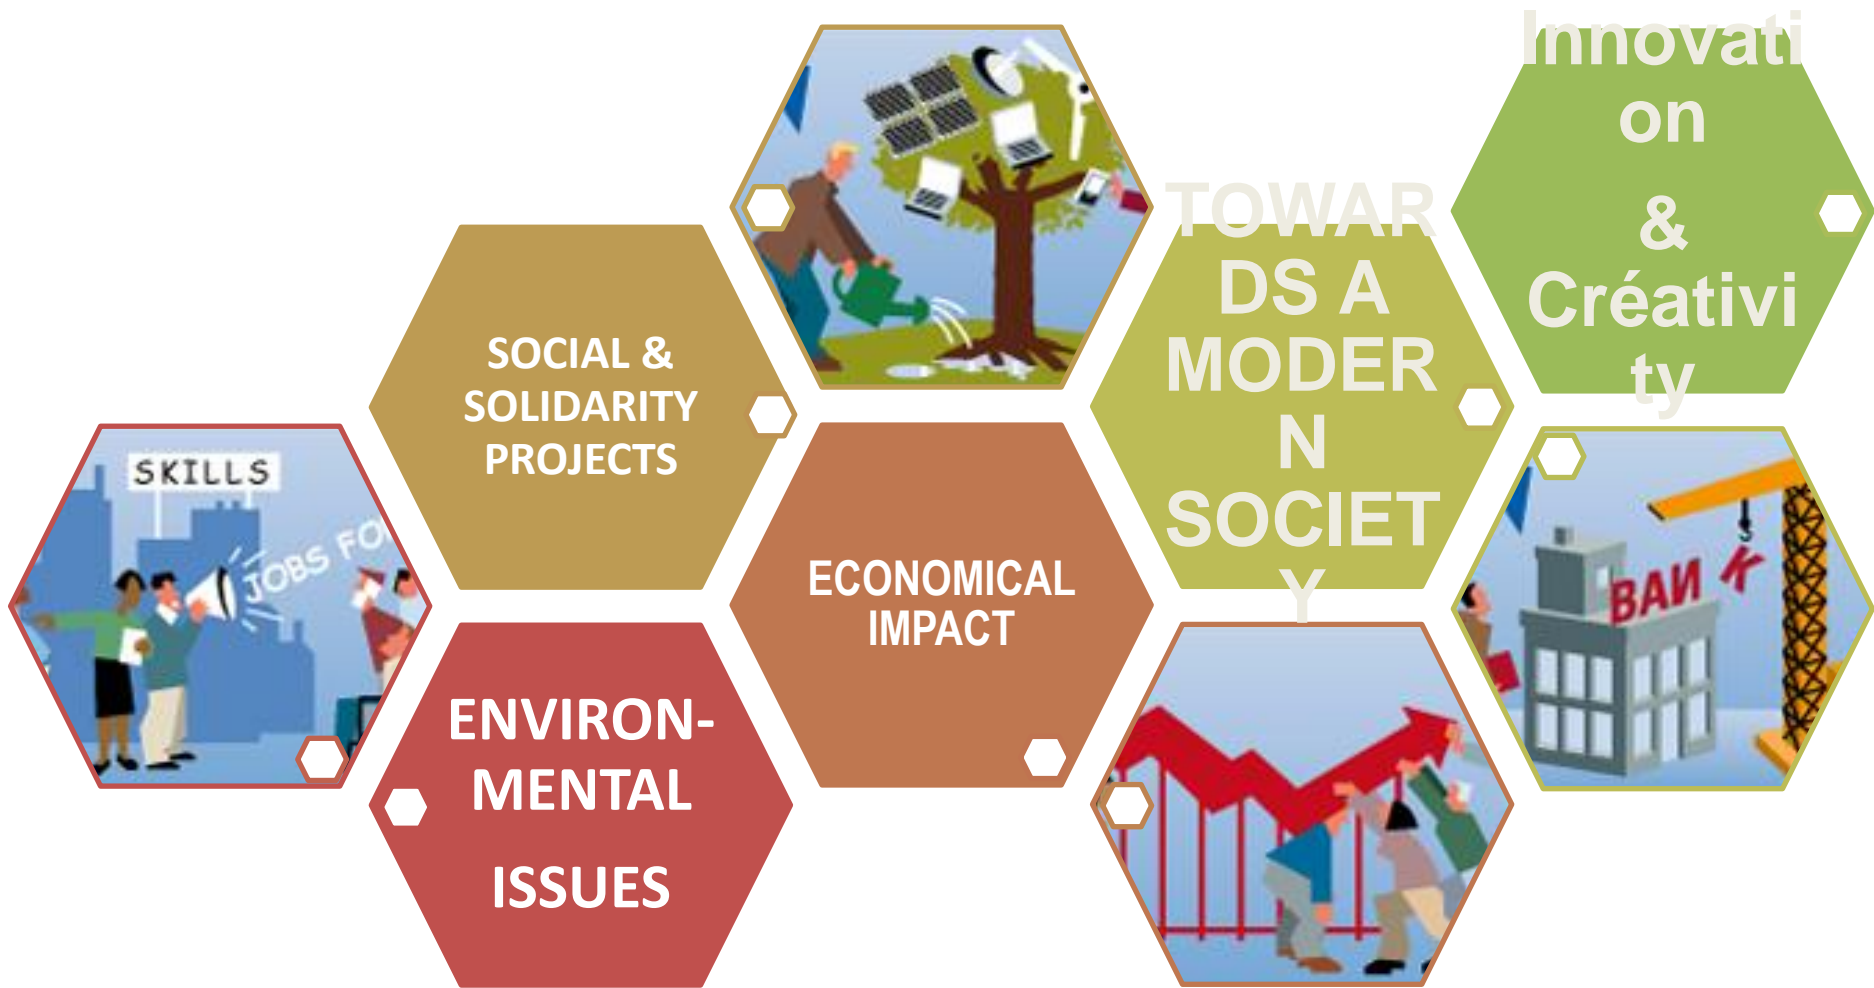 SKILLS
JOBS FO
SOCIAL &
SOLIDARITY
PROJECTS
ENVIRON-
MENTAL
ISSUES
ECONOMICAL
IMPACT
TOWAR
DS A
MODER
N
SOCIET
Y
Innovati
on
&
Créativi
ty
BAN K